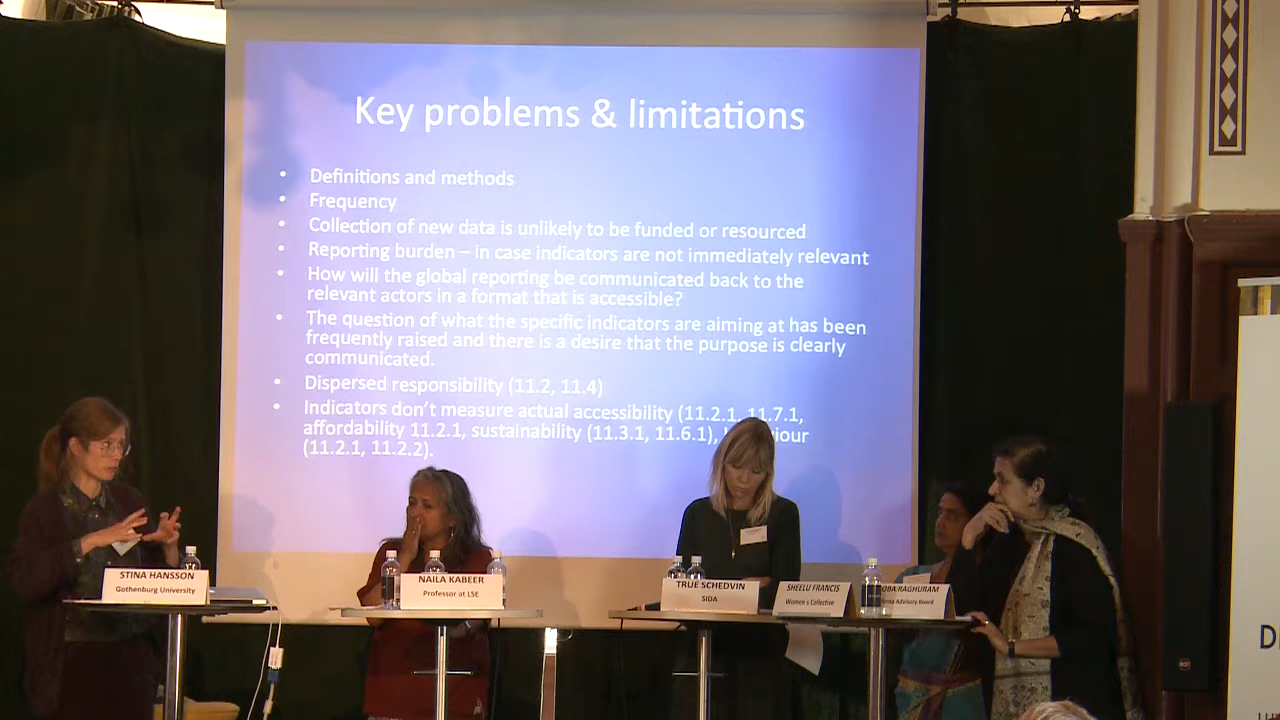 Key problems & limitations
• Definitions and methods
• Frequency
• Collection of new data is unlikely to be funded or resourced
• Reporting burden – in case indicators are not immediately relevant
• How will the global reporting be communicated back to the
relevant actors in a format that is accessible?
• The question of what the specific indicators are aiming at has been
frequently raised and there is a desire that the purpose is clearly
communicated.
• Dispersed responsibility (11.2, 11.4)
• Indicators don't measure actual accessibility (11.2.1, 11.7.1,
affordability 11.2.1, sustainability (11.3.1, 11.6.1),
(11.2.1, 11.2.2).
STINA HANSSON
Gothenburg University
NAILA KABEER
Professor at LSE
TRUE SCHEDVIN
SIDA
SHEELU FRANCIS
Women's Collective
RAGHURAM
Advisory Board